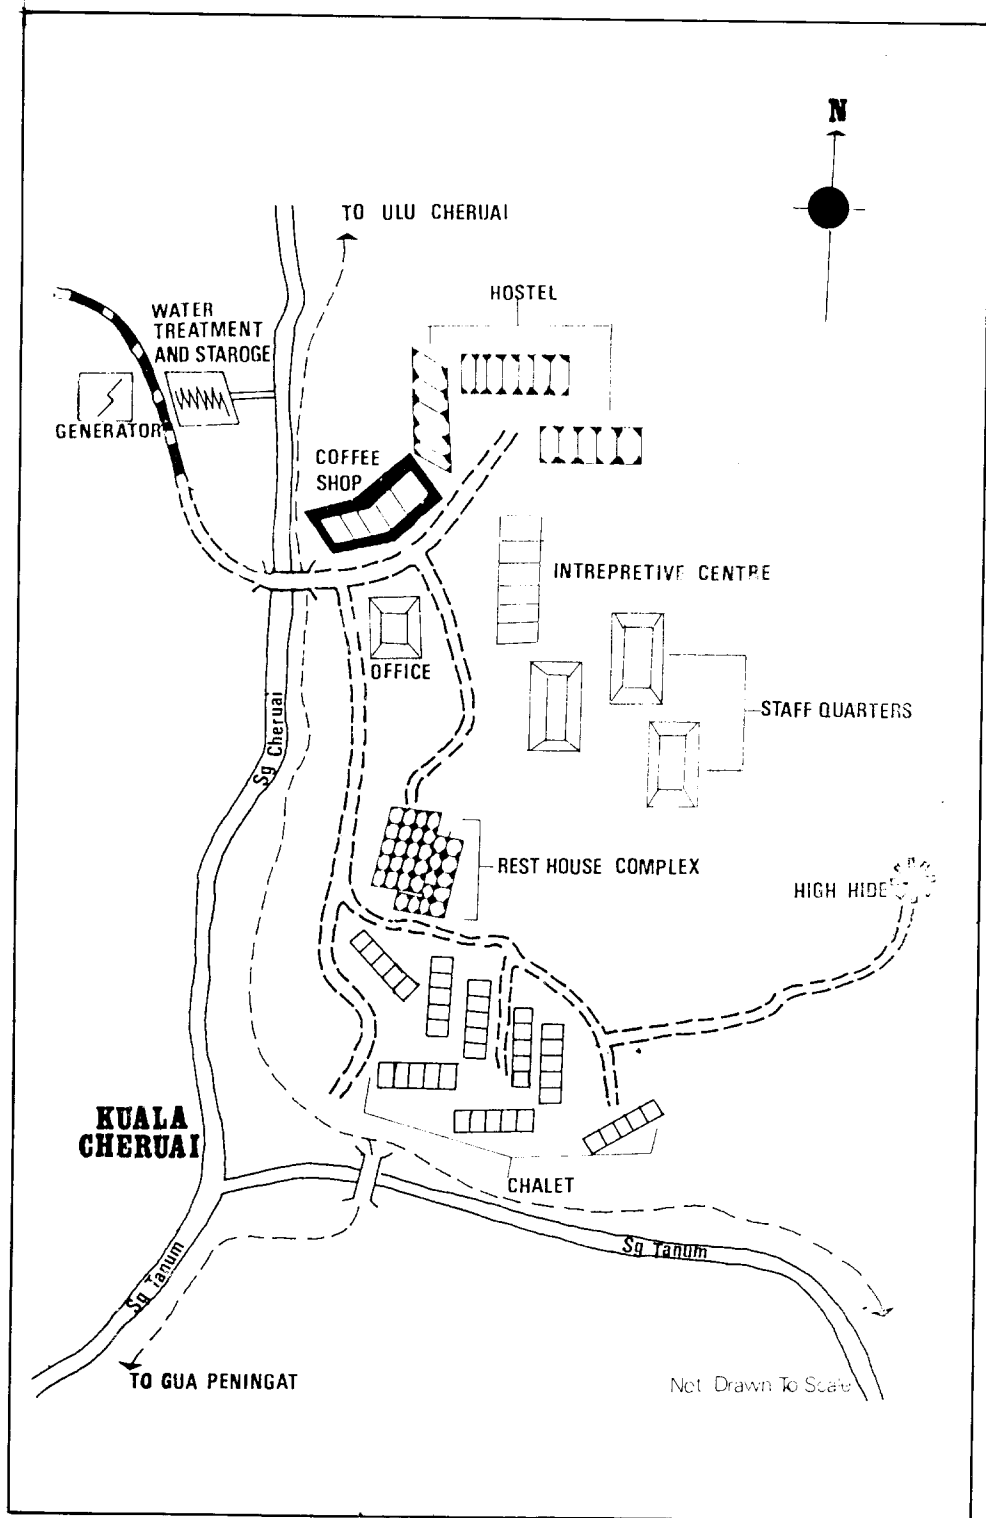 N
TO ULU CHERUAI
HOSTEL
WATER
TREATMENT
AND STAROGE
GENERATOR
COFFEE
SHOP
INTREPRETIVE CENTRE
OFFICE
STAFF QUARTERS
Sg Cheruai
REST HOUSE COMPLEX
HIGH HIDE
KUALA
CHERUAI
CHALET
Sg Tanum
Sg Tanum
TO GUA PENINGAT
Not Drawn To Scale